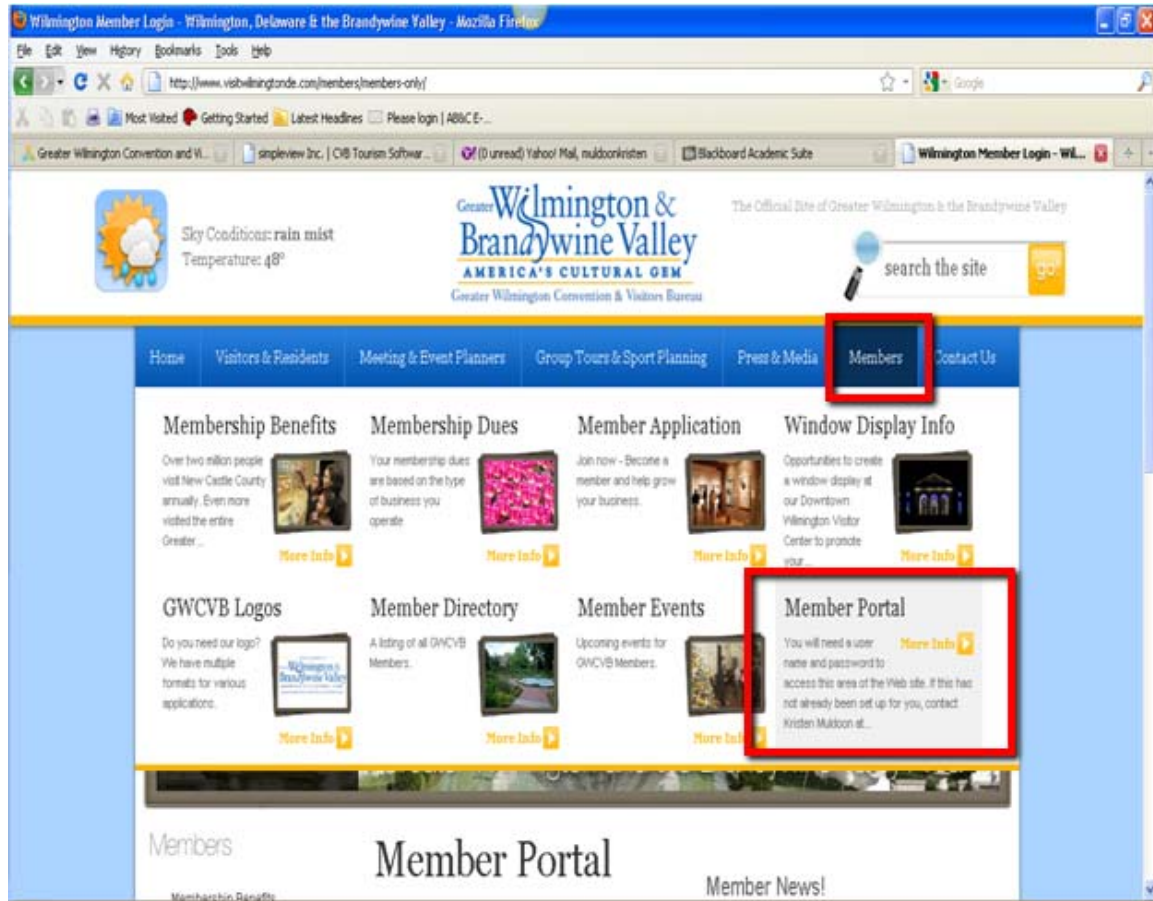 Wilmington Member Login - Wilmington, Delaware & the Brandywine Valley - Mozilla Firefox
File Edit View History Bookmarks Tools Help
http://www.visitwilmingtonde.com/members/members-only/
Google
Most Visited Getting Started Latest Headlines Please login | AB&C E-...
Greater Wilmington Convention and Vi... simpleview Inc. | CVB Tourism Softwar... (0 unread) Yahoo! Mail, muldoonkristen Blackboard Academic Suite Wilmington Member Login - Wil...
Sky Conditions: rain mist
Temperature: 48°
Greater Wilmington &
Brandywine Valley
AMERICA'S CULTURAL GEM
Greater Wilmington Convention & Visitors Bureau
The Official Site of Greater Wilmington & the Brandywine Valley
search the site go!
Home Visitors & Residents Meeting & Event Planners Group Tours & Sport Planning Press & Media Members Contact Us
Membership Benefits
Over two million people
visit New Castle County
annually. Even more
visited the entire
Greater...
More Info
Membership Dues
Your membership dues
are based on the type
of business you
operate
More Info
Member Application
Join now - Become a
member and help grow
your business.
More Info
Window Display Info
Opportunities to create
a window display at
our Downtown
Wilmington Visitor
Center to promote
your...
More Info
GWCVB Logos
Do you need our logo?
We have multiple
formats for various
applications.
Wilmington &
Brandywine Valley
More Info
Member Directory
A listing of all GWCVB
Members.
More Info
Member Events
Upcoming events for
GWCVB Members.
More Info
Member Portal
You will need a user
name and password to
access this area of the Web site. If this has
not already been set up for you, contact
Kristen Muldoon at...
More Info
Members
Membership Benefits
Member Portal
Member News!